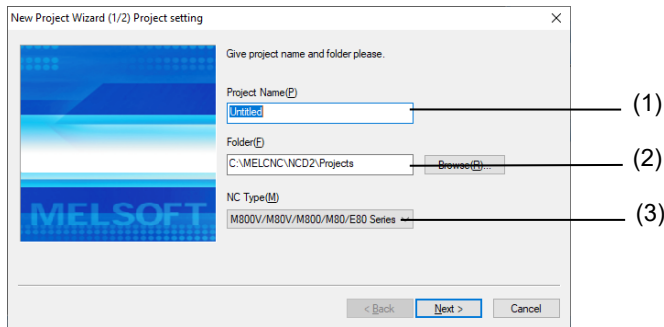 New Project Wizard (1/2) Project setting
Give project name and folder please.
Project Name(P)
Untitled
(1)
Folder(F)
C:\MELCNC\NCD2\Projects
Browse(R)...
(2)
NC Type(M)
M800V/M80V/M800/M80/E80 Series
(3)
MELSOFT
< Back
Next >
Cancel